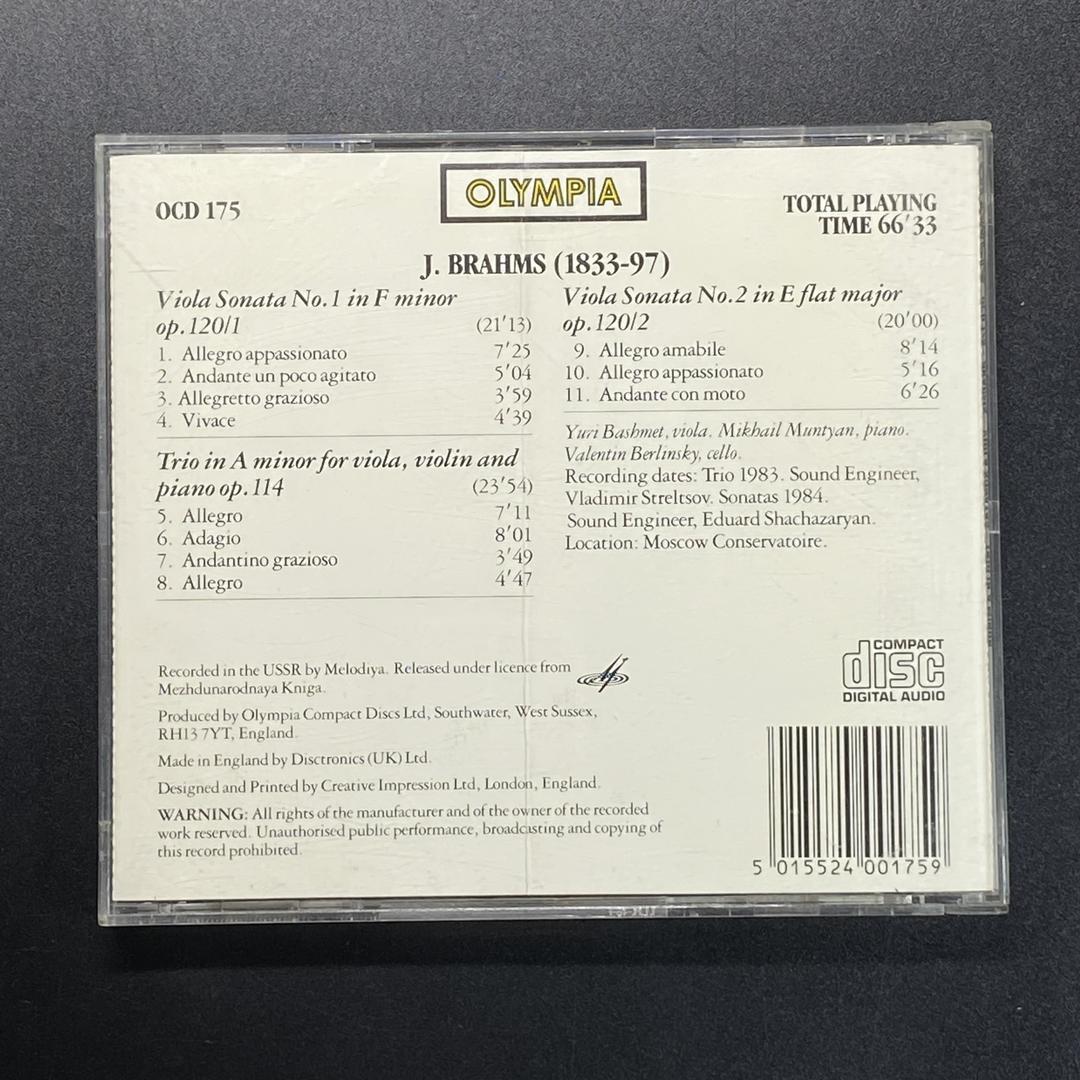 OLYMPIA
OCD 175
TOTAL PLAYING
TIME 66'33
J. BRAHMS (1833-97)
Viola Sonata No.1 in F minor
op.120/1 (21'13)
1. Allegro appassionato 7'25
2. Andante un poco agitato 5'04
3. Allegretto grazioso 3'59
4. Vivace 4'39
Trio in A minor for viola, violin and
piano op.114 (23'54)
5. Allegro 7'11
6. Adagio 8'01
7. Andantino grazioso 3'49
8. Allegro 4'47
Viola Sonata No.2 in E flat major
op.120/2 (20'00)
9. Allegro amabile 8'14
10. Allegro appassionato 5'16
11. Andante con moto 6'26
Yuri Bashmet, viola. Mikhail Muntyan, piano.
Valentin Berlinsky, cello.
Recording dates: Trio 1983. Sound Engineer,
Vladimir Streltsov. Sonatas 1984.
Sound Engineer, Eduard Shachazaryan.
Location: Moscow Conservatoire.
Recorded in the USSR by Melodiya. Released under licence from
Mezhdunarodnaya Kniga.
Produced by Olympia Compact Discs Ltd, Southwater, West Sussex,
RH13 7YT, England.
Made in England by Disctronics (UK) Ltd.
Designed and Printed by Creative Impression Ltd, London, England.
WARNING: All rights of the manufacturer and of the owner of the recorded
work reserved. Unauthorised public performance, broadcasting and copying of
this record prohibited.
COMPACT
disc
DIGITAL AUDIO
5 015524 001759